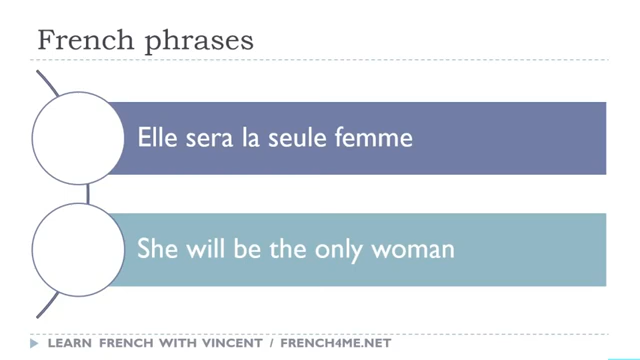 French phrases
Elle sera la seule femme
She will be the only woman
LEARN FRENCH WITH VINCENT / FRENCH4ME.NET